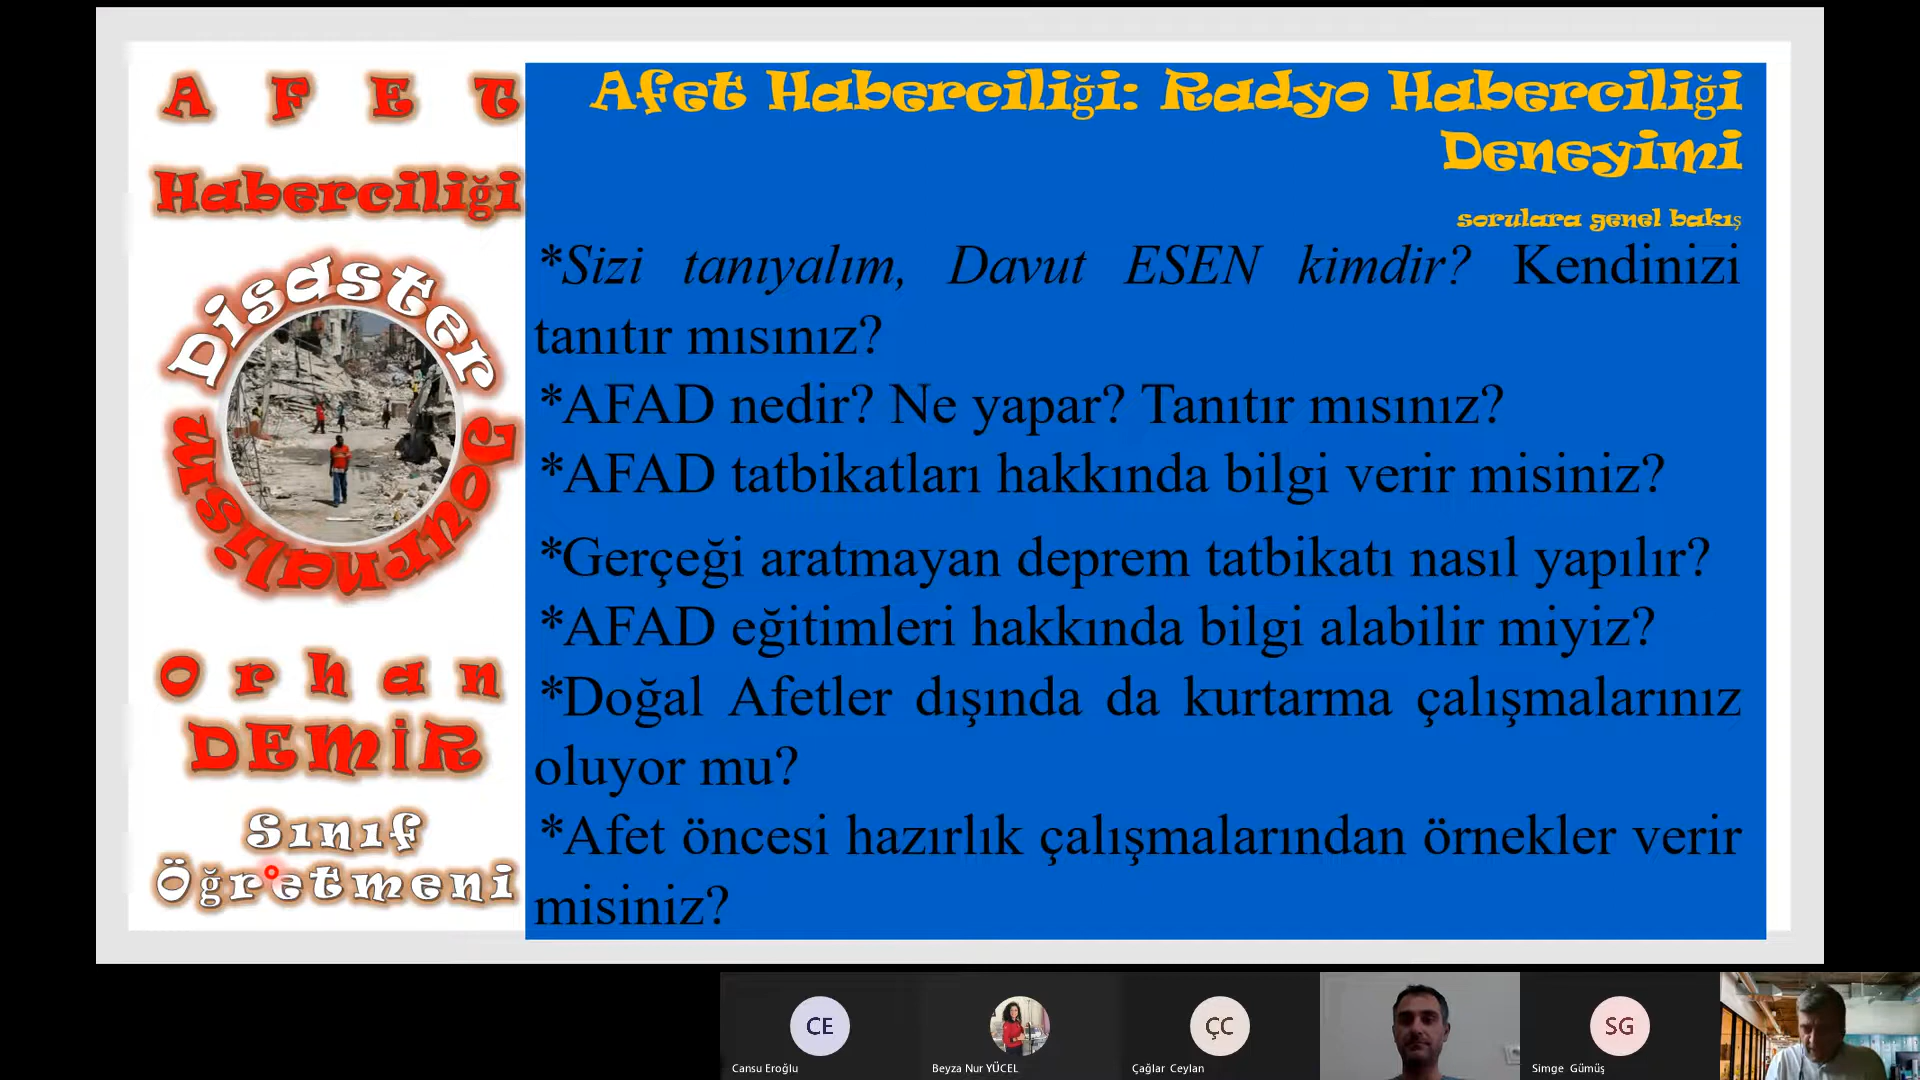 A F E T
Haberciliği
Disaster Journalism
Orhan
DEMİR
Sınıf
Öğretmeni
Afet Haberciliği: Radyo Haberciliği
Deneyimi
sorulara genel bakış
*Sizi tanıyalım, Davut ESEN kimdir? Kendinizi
tanıtır mısınız?
*AFAD nedir? Ne yapar? Tanıtır mısınız?
*AFAD tatbikatları hakkında bilgi verir misiniz?
*Gerçeği aratmayan deprem tatbikatı nasıl yapılır?
*AFAD eğitimleri hakkında bilgi alabilir miyiz?
*Doğal Afetler dışında da kurtarma çalışmalarınız
oluyor mu?
*Afet öncesi hazırlık çalışmalarından örnekler verir
misiniz?
CE
ÇC
SG
Cansu Eroğlu
Beyza Nur YÜCEL
Çağlar Ceylan
Simge Gümüş